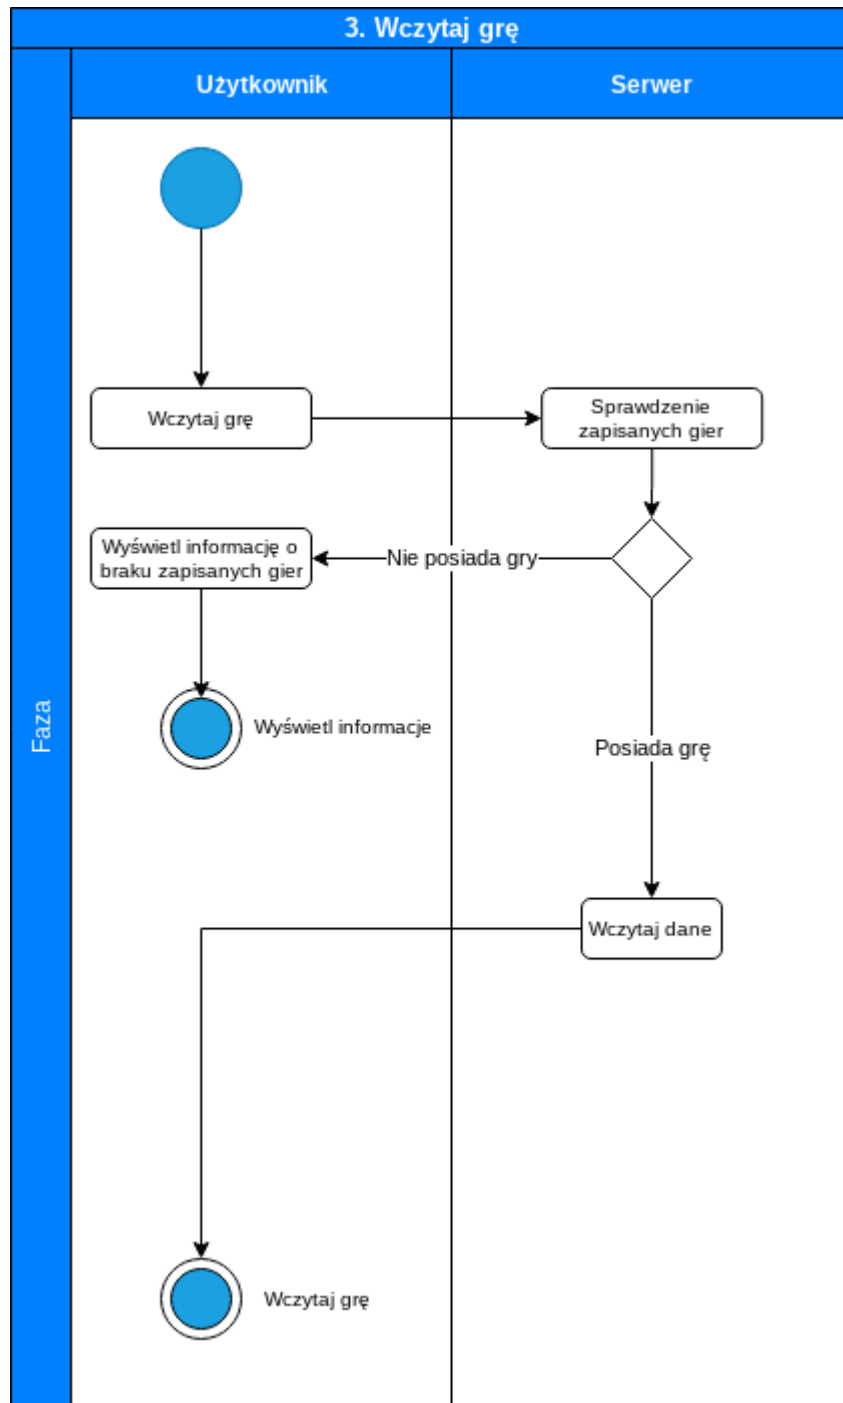 3. Wczytaj grę
Użytkownik
Serwer
Faza
Wczytaj grę
Sprawdzenie
zapisanych gier
Wyświetl informację o
braku zapisanych gier
Nie posiada gry
Wyświetl informacje
Posiada grę
Wczytaj dane
Wczytaj grę